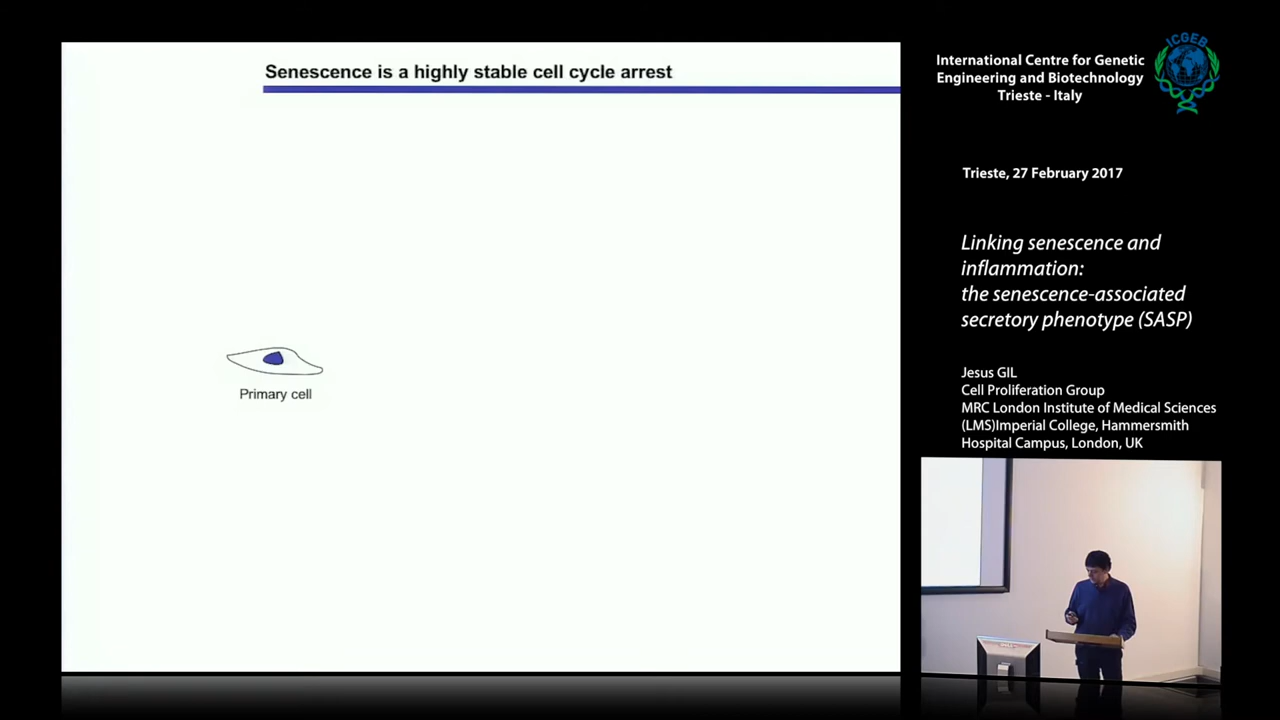 Senescence is a highly stable cell cycle arrest
Primary cell
ICGEB
International Centre for Genetic
Engineering and Biotechnology
Trieste - Italy
Trieste, 27 February 2017
Linking senescence and
inflammation:
the senescence-associated
secretory phenotype (SASP)
Jesus GIL
Cell Proliferation Group
MRC London Institute of Medical Sciences
(LMS)Imperial College, Hammersmith
Hospital Campus, London, UK